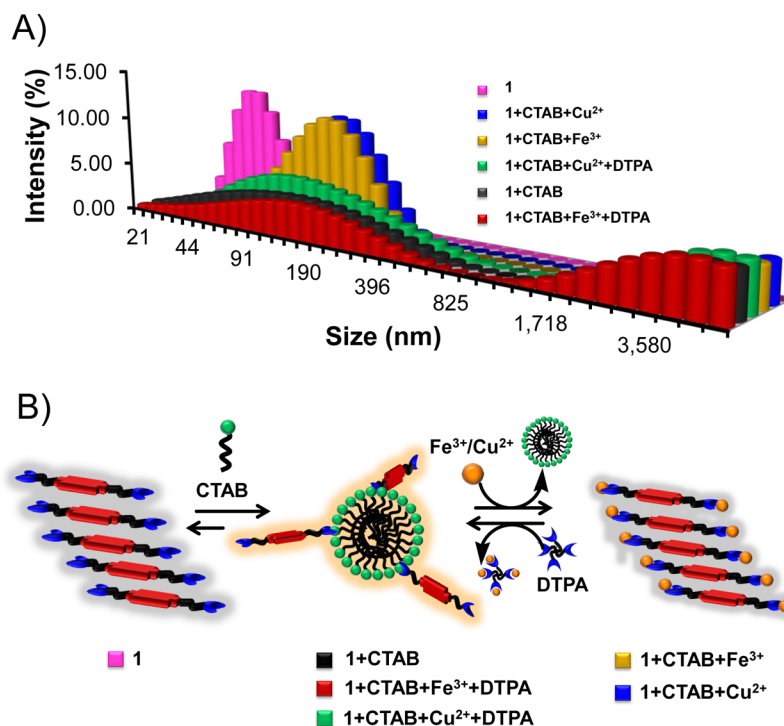 A)
Intensity (%)
15.00
10.00
5.00
0.00
21
44
91
190
396
825
1,718
3,580
Size (nm)
1
1+CTAB+Cu²⁺
1+CTAB+Fe³⁺
1+CTAB+Cu²⁺+DTPA
1+CTAB
1+CTAB+Fe³⁺+DTPA
B)
CTAB
Fe³⁺/Cu²⁺
DTPA
1
1+CTAB
1+CTAB+Fe³⁺+DTPA
1+CTAB+Cu²⁺+DTPA
1+CTAB+Fe³⁺
1+CTAB+Cu²⁺